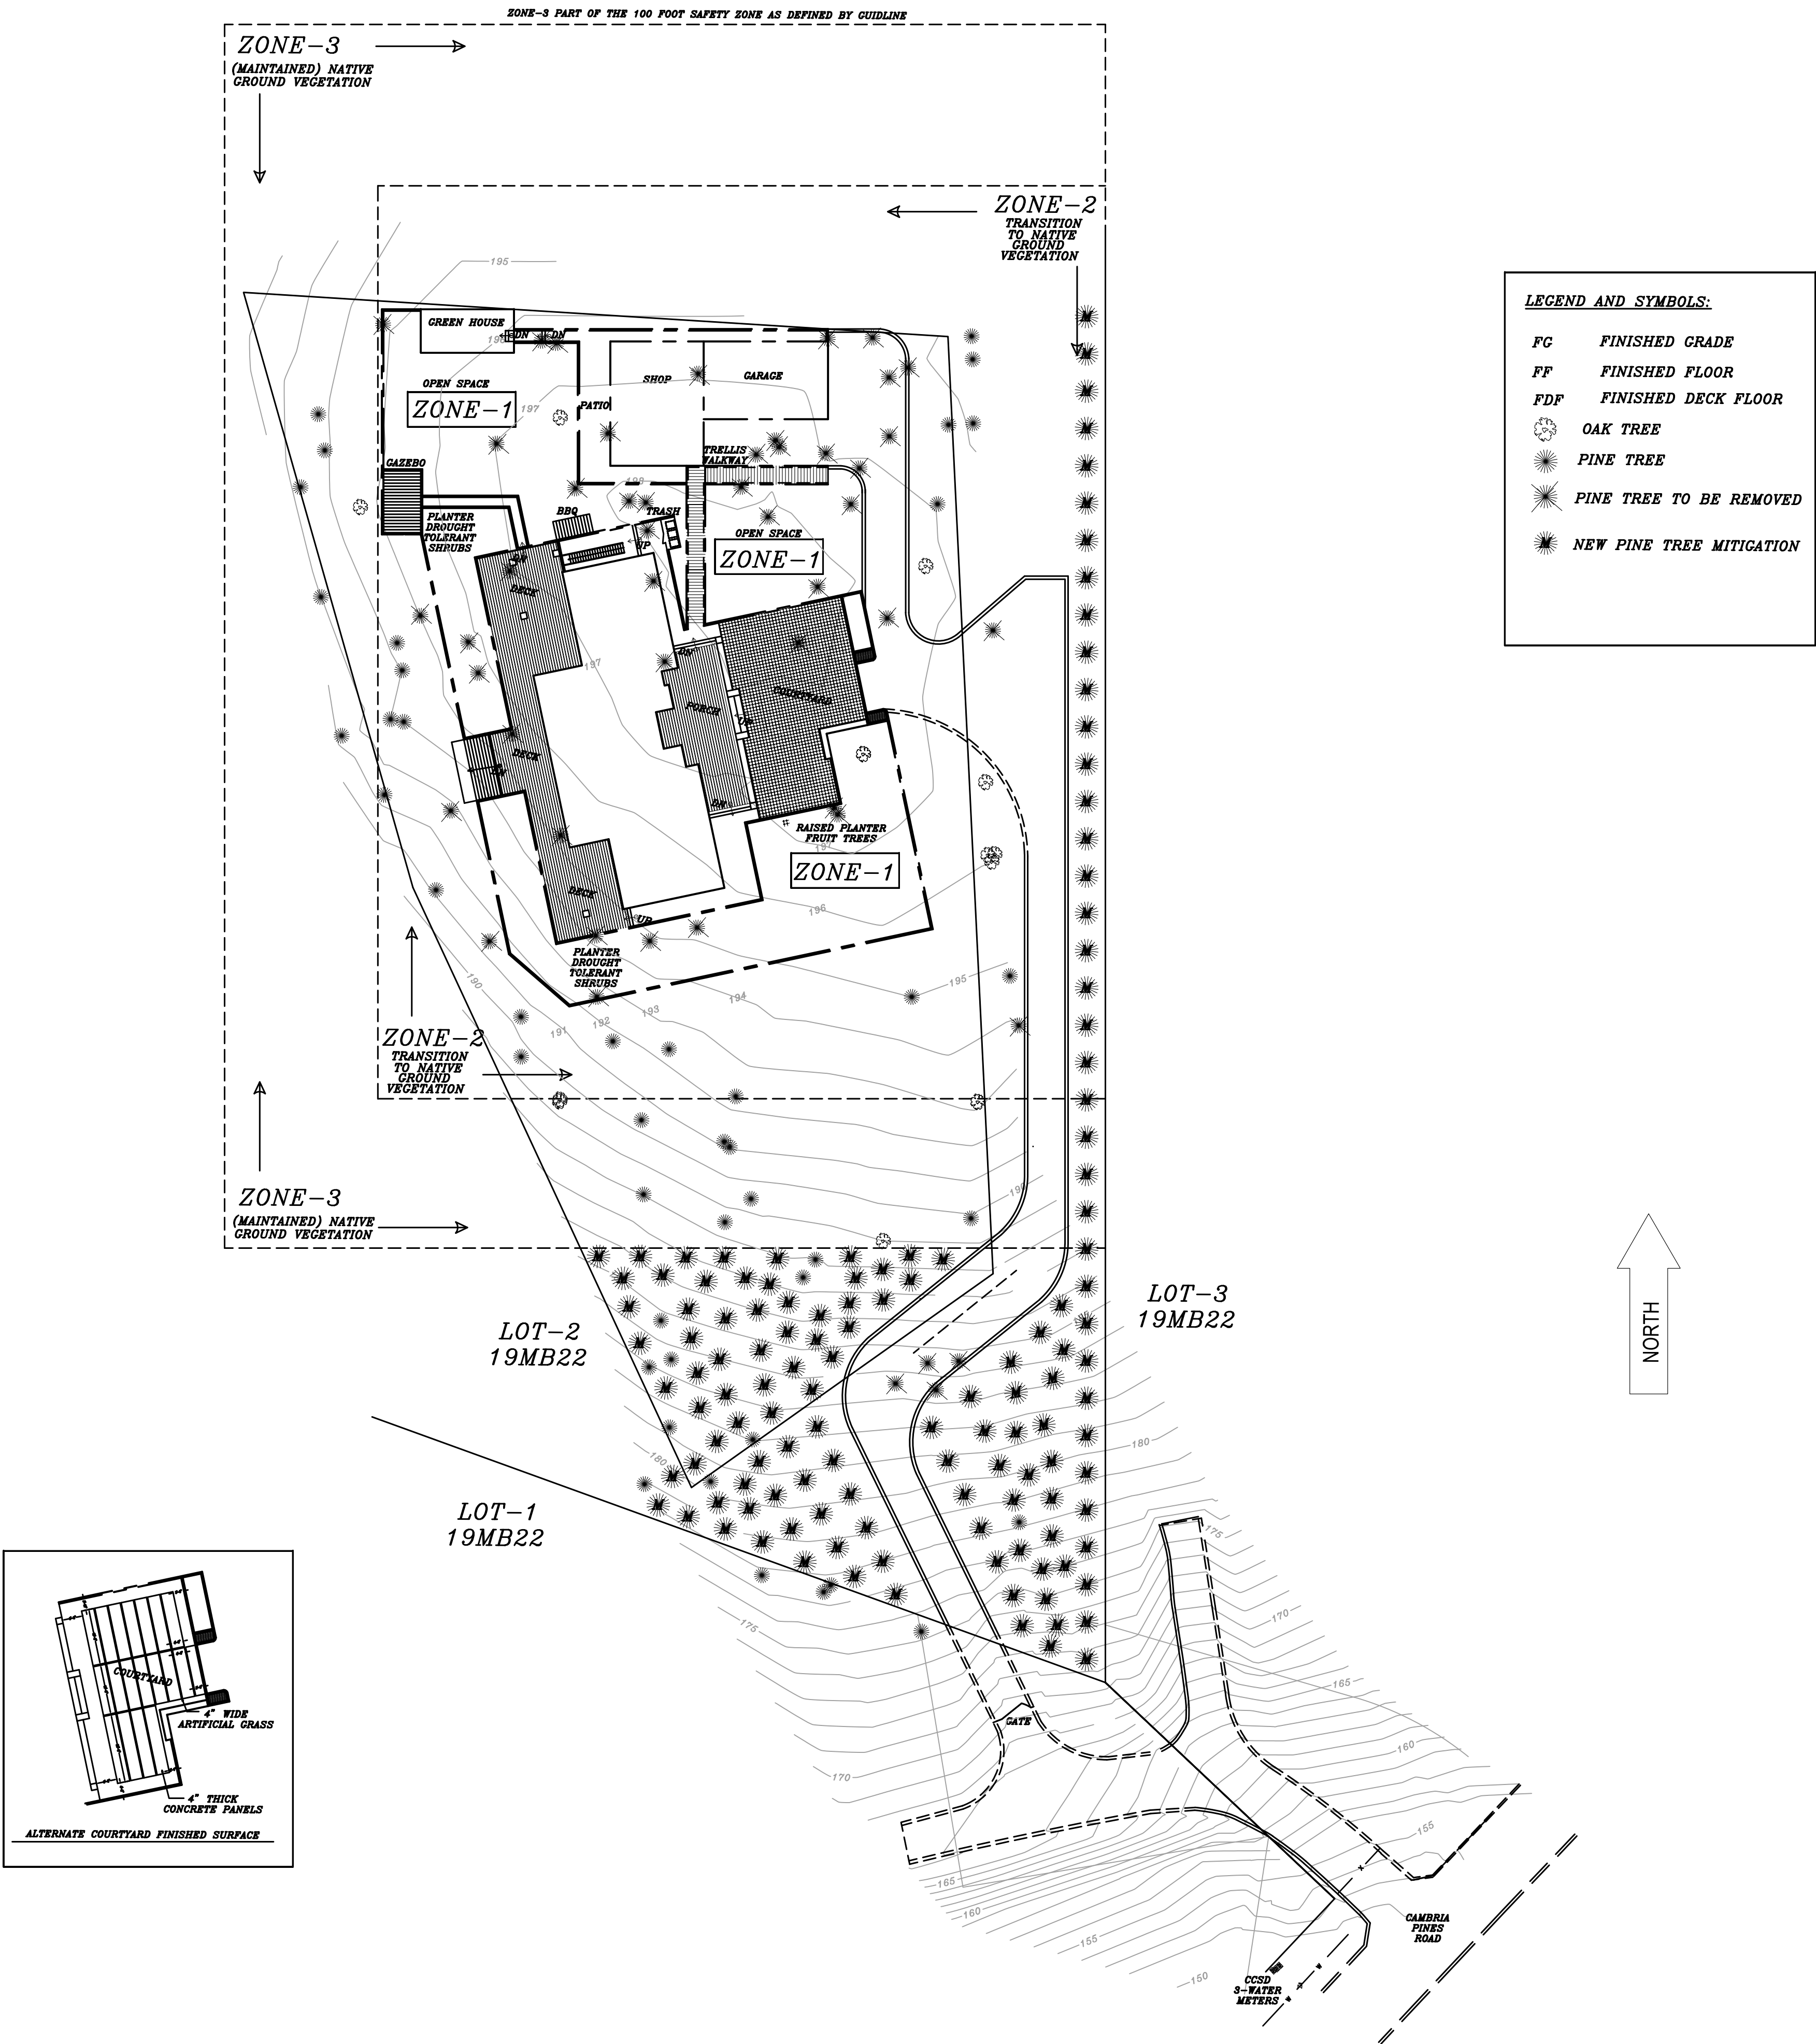 ZONE-3 PART OF THE 100 FOOT SAFETY ZONE AS DEFINED BY GUIDLINE
ZONE-3
(MAINTAINED) NATIVE
GROUND VEGETATION
ZONE-2
TRANSITION
TO NATIVE
GROUND
VEGETATION
195
GREEN HOUSE
DN
DN
198
OPEN SPACE
ZONE-1
197
PATIO
SHOP
GARAGE
GAZEBO
TRELLIS
WALKWAY
198
PLANTER
DROUGHT
TOLERANT
SHRUBS
BBQ
TRASH
UP
OPEN SPACE
ZONE-1
DN
DECK
197
DN
PORCH
COURTYARD
UP
DECK
DN
DN
RAISED PLANTER
FRUIT TREES
197
ZONE-1
DECK
UP
196
PLANTER
DROUGHT
TOLERANT
SHRUBS
190
191
192
193
194
195
ZONE-2
TRANSITION
TO NATIVE
GROUND
VEGETATION
ZONE-3
(MAINTAINED) NATIVE
GROUND VEGETATION
LOT-2
19MB22
LOT-3
19MB22
LOT-1
19MB22
180
180
175
175
170
170
165
165
160
160
155
155
150
GATE
CAMBRIA
PINES
ROAD
CCSD
3-WATER
METERS
LEGEND AND SYMBOLS:
FG FINISHED GRADE
FF FINISHED FLOOR
FDF FINISHED DECK FLOOR
OAK TREE
PINE TREE
PINE TREE TO BE REMOVED
M NEW PINE TREE MITIGATION
NORTH
COURTYARD
4" WIDE
ARTIFICIAL GRASS
4" THICK
CONCRETE PANELS
ALTERNATE COURTYARD FINISHED SURFACE